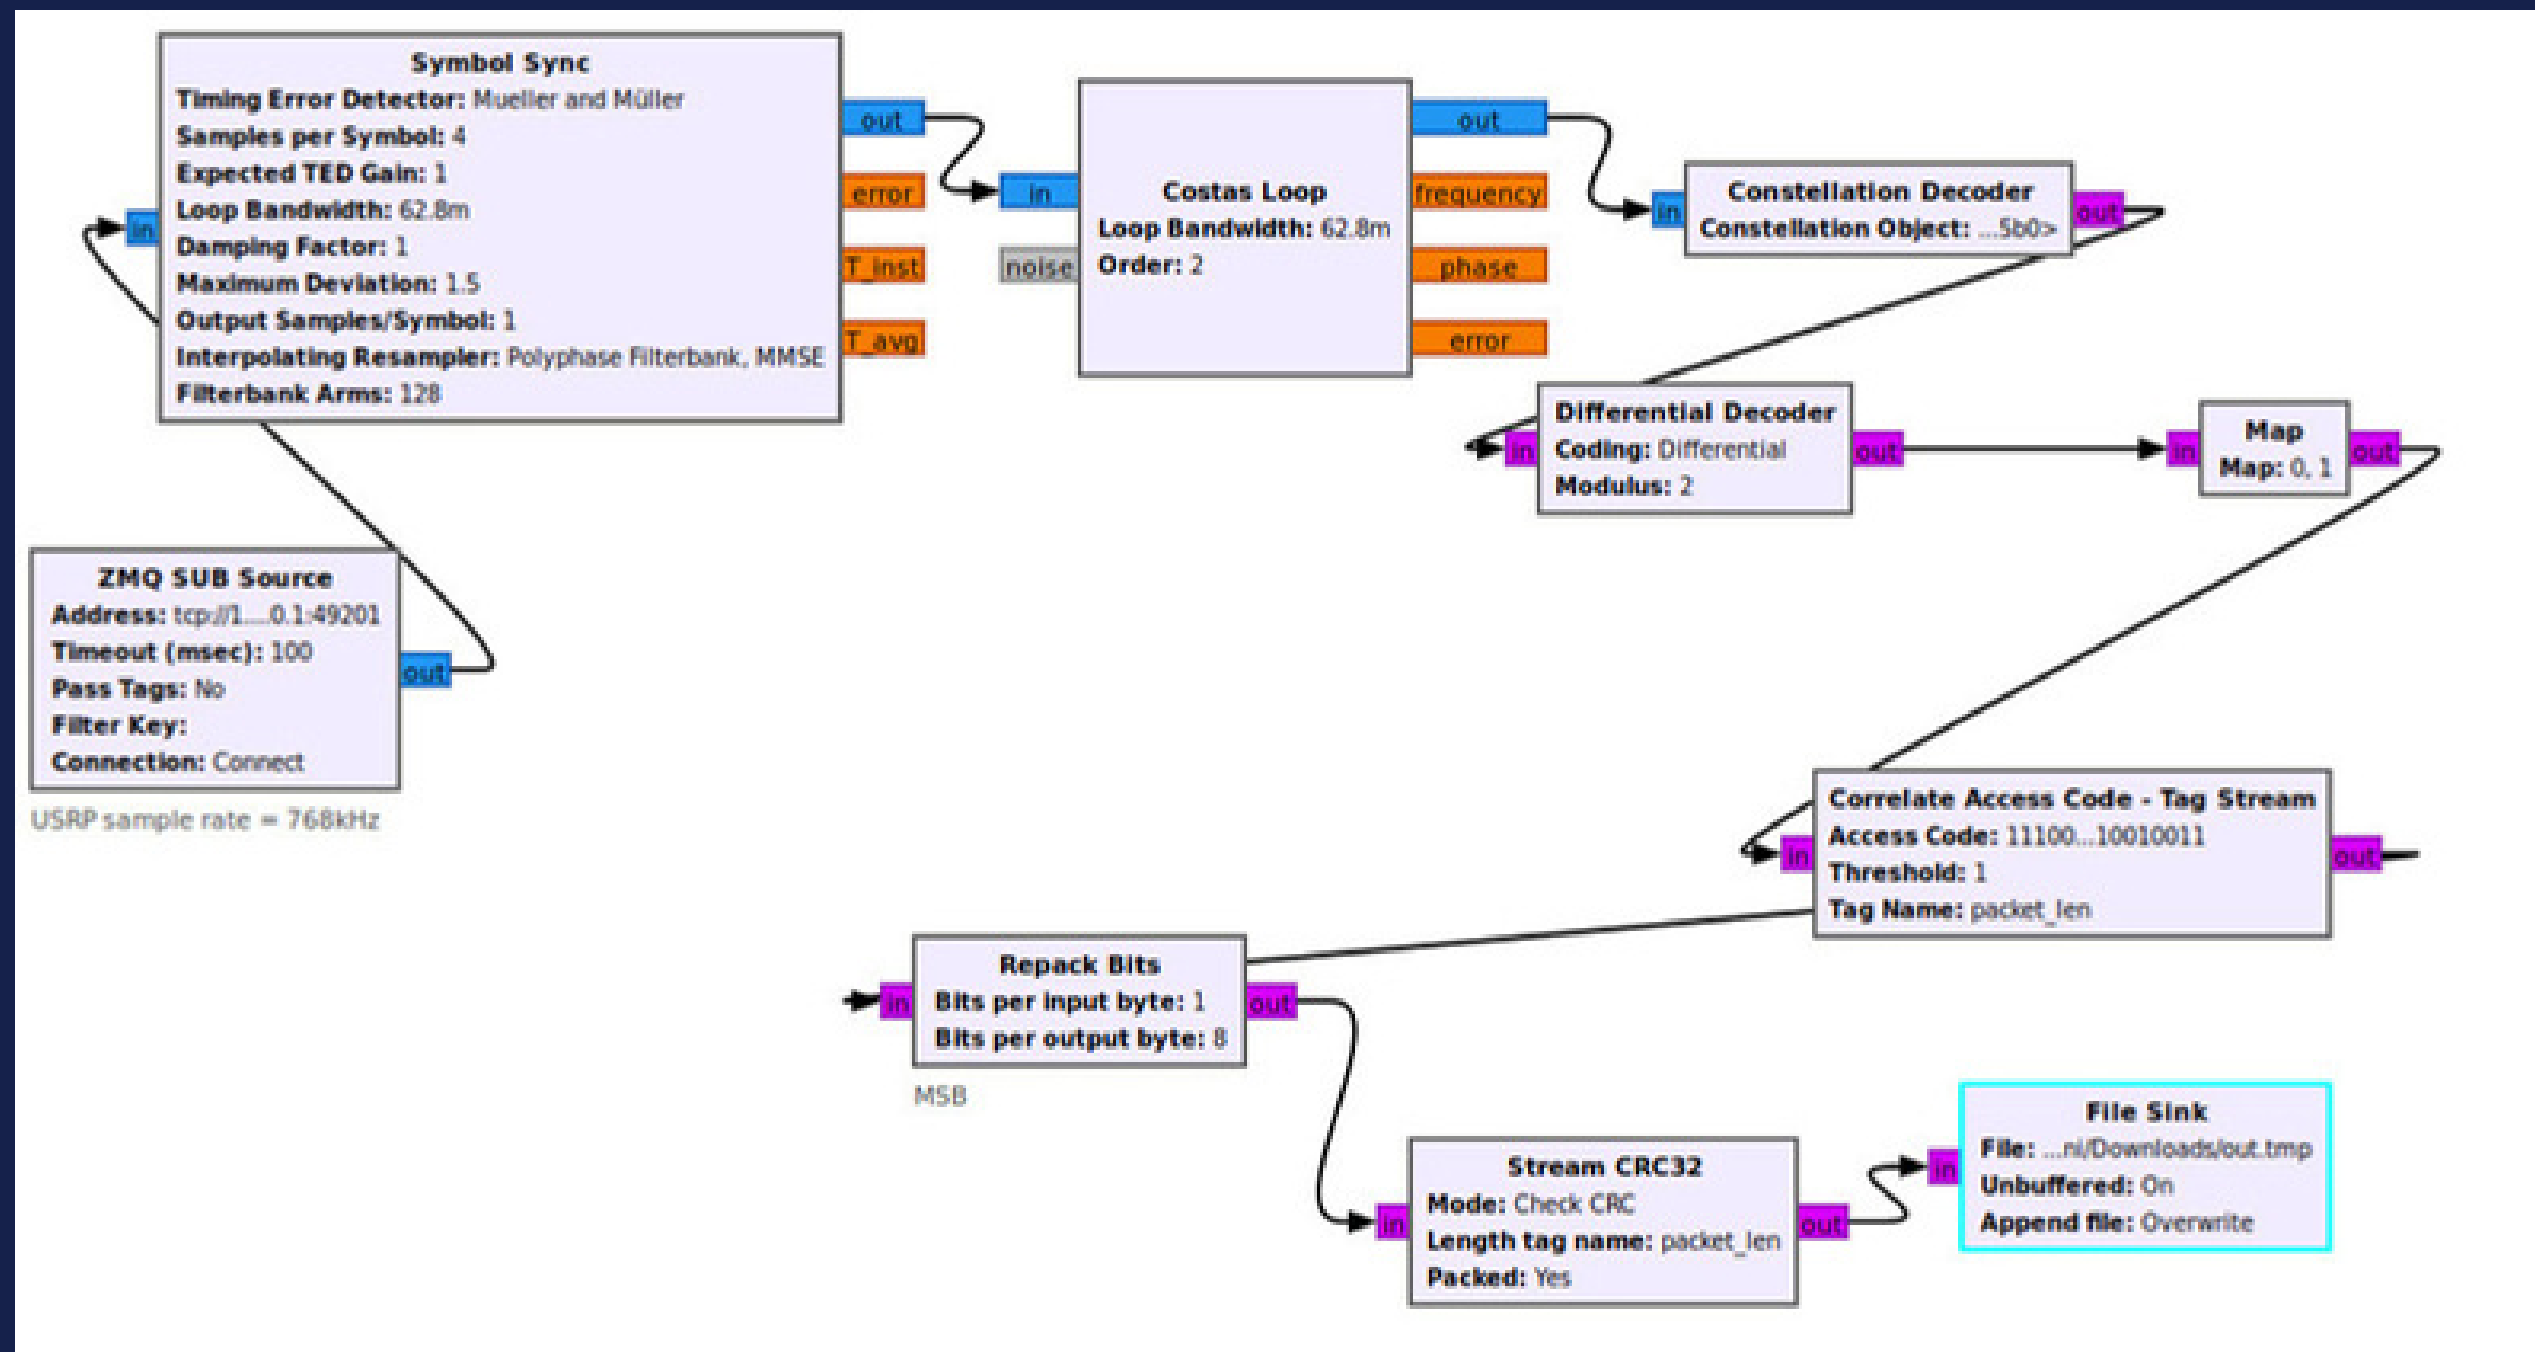 Symbol Sync
Timing Error Detector: Mueller and Müller
Samples per Symbol: 4
Expected TED Gain: 1
Loop Bandwidth: 62.8m
Damping Factor: 1
Maximum Deviation: 1.5
Output Samples/Symbol: 1
Interpolating Resampler: Polyphase Filterbank, MMSE
Filterbank Arms: 128
in
out
error
T_inst
T_avg
in
noise
Costas Loop
Loop Bandwidth: 62.8m
Order: 2
out
frequency
phase
error
in
Constellation Decoder
Constellation Object: ...5b0>
out
in
Differential Decoder
Coding: Differential
Modulus: 2
out
in
Map
Map: 0, 1
out
ZMQ SUB Source
Address: tcp://1....0.1:49201
Timeout (msec): 100
Pass Tags: No
Filter Key:
Connection: Connect
out
USRP sample rate = 768kHz
in
Correlate Access Code - Tag Stream
Access Code: 11100...10010011
Threshold: 1
Tag Name: packet_len
out
in
Repack Bits
Bits per input byte: 1
Bits per output byte: 8
out
MSB
in
Stream CRC32
Mode: Check CRC
Length tag name: packet_len
Packed: Yes
out
in
File Sink
File: ...ni/Downloads/out.tmp
Unbuffered: On
Append file: Overwrite